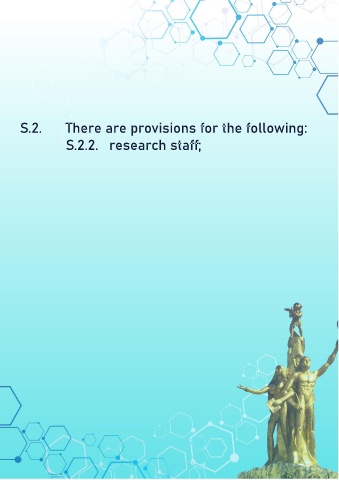 S.2. There are provisions for the following:
S.2.2. research staff;